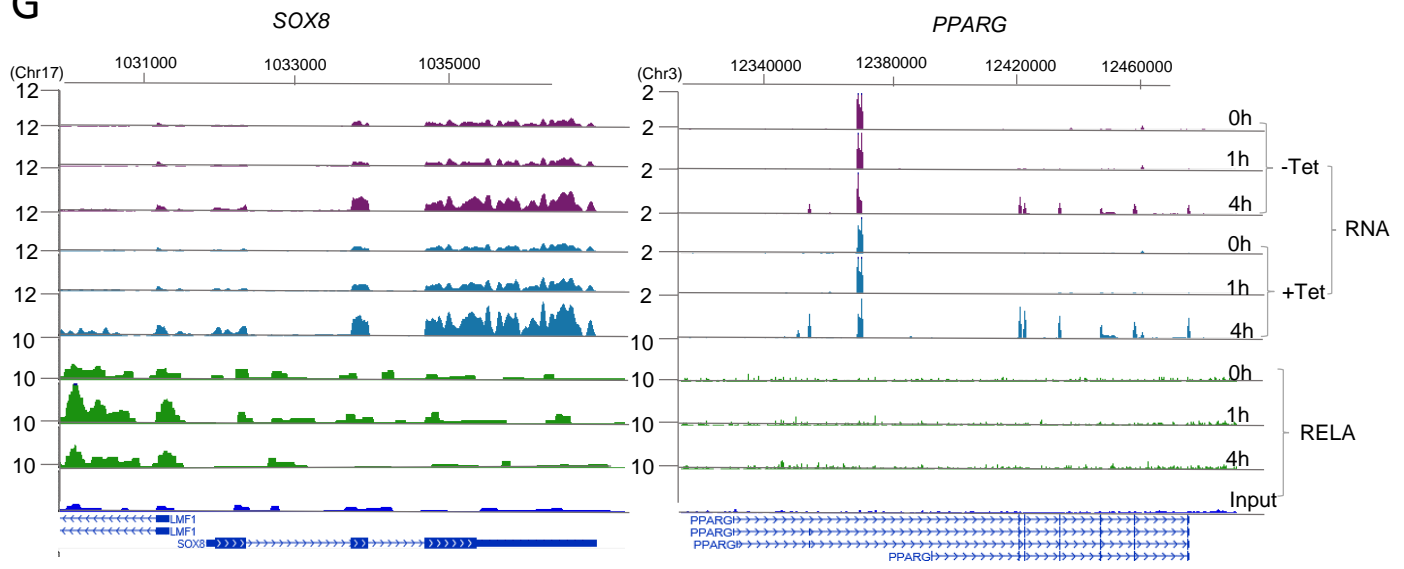 G
SOX8
PPARG
(Chr17) 1031000 1033000 1035000
(Chr3) 12340000 12380000 12420000 12460000
12 2 0h
12 2 1h -Tet
12 2 4h
12 2 0h RNA
12 1h +Tet
12 2 4h
10 10 0h
10 10 1h RELA
10 10 4h
10 10 Input
LMF1 PPARG
LMF1 PPARG
SOX8 PPARG
PPARG